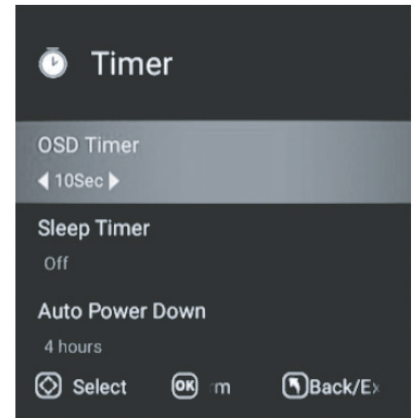 Timer
OSD Timer
10Sec
Sleep Timer
Off
Auto Power Down
4 hours
Select OK Back/Ex